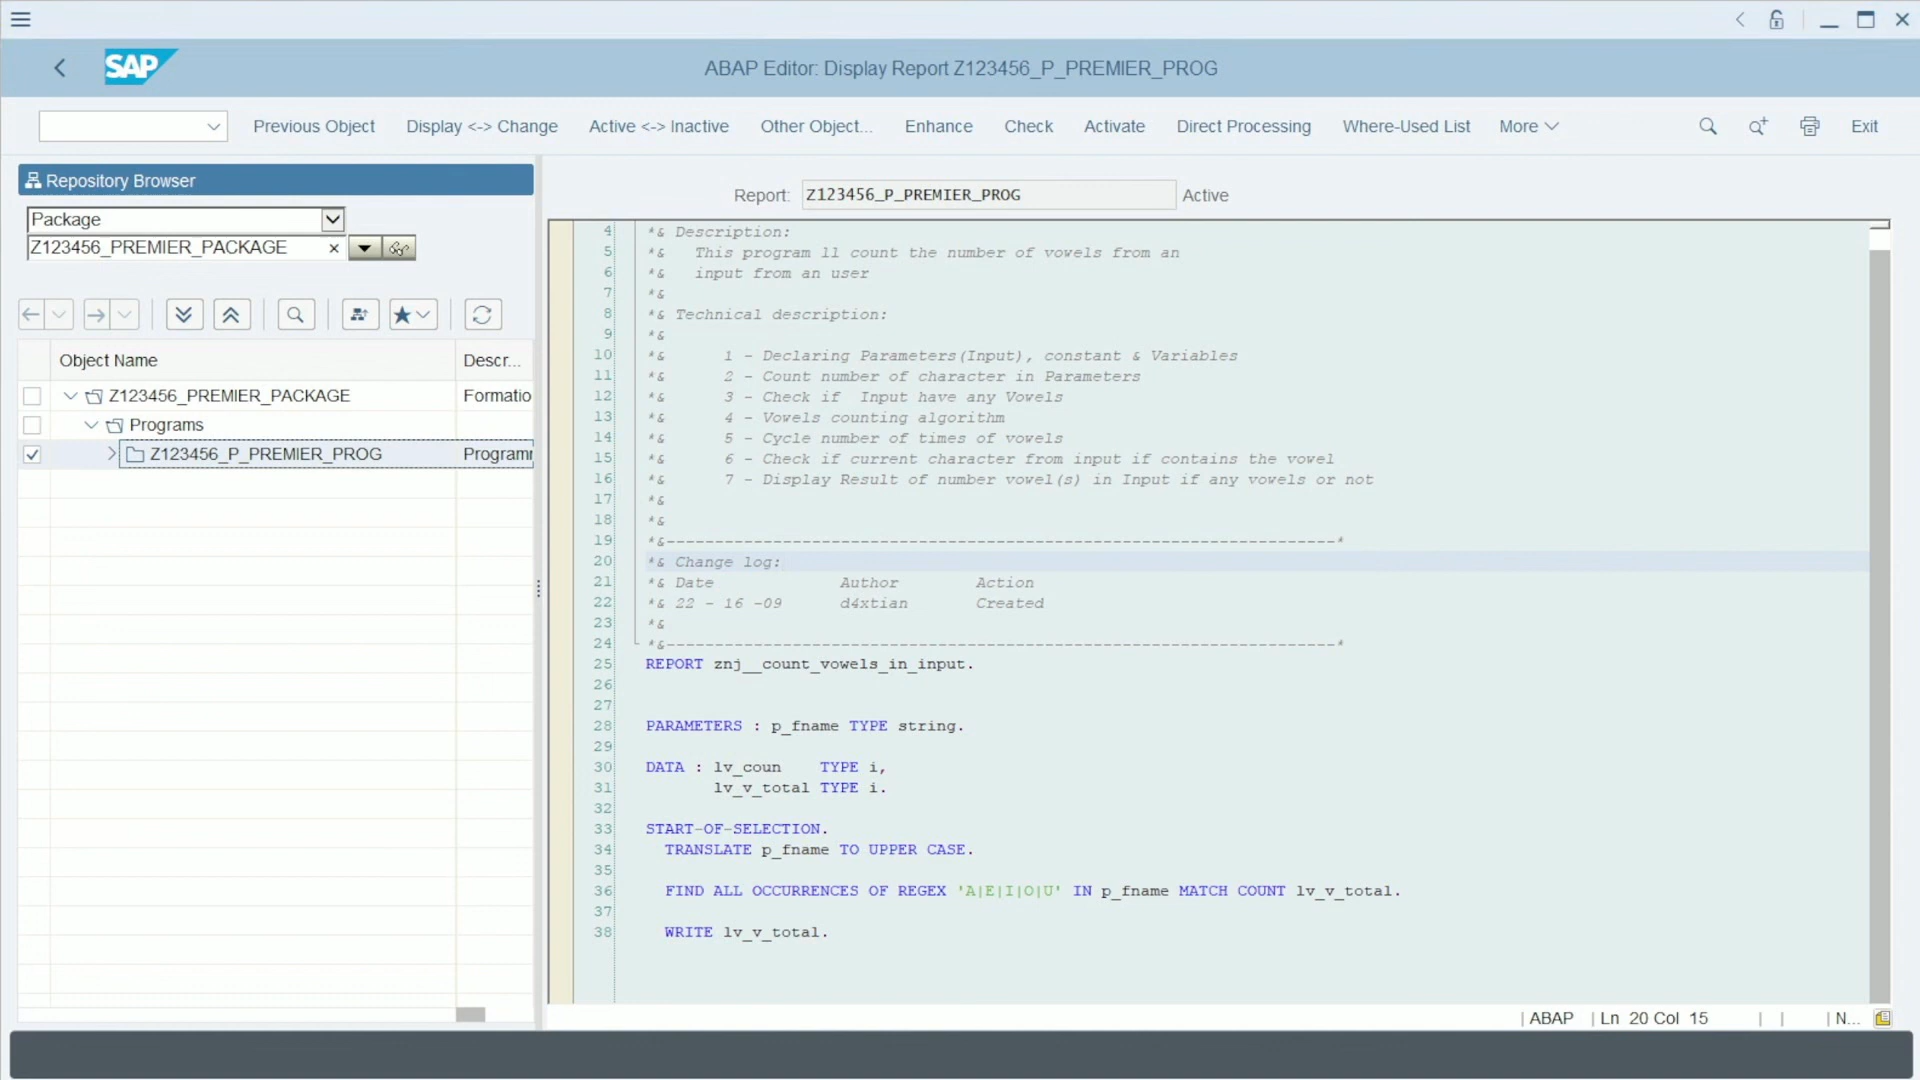 SAP
ABAP Editor: Display Report Z123456_P_PREMIER_PROG
Previous Object
Display <-> Change
Active <-> Inactive
Other Object...
Enhance
Check
Activate
Direct Processing
Where-Used List
More
Exit
Repository Browser
Package
Z123456_PREMIER_PACKAGE
Object Name Descr...
Z123456_PREMIER_PACKAGE Formatio
Programs
Z123456_P_PREMIER_PROG Programm
Report: Z123456_P_PREMIER_PROG Active
4 *& Description:
5 *&   This program ll count the number of vowels from an
6 *&   input from an user
7 *&
8 *& Technical description:
9 *&
10 *&      1 - Declaring Parameters(Input), constant & Variables
11 *&      2 - Count number of character in Parameters
12 *&      3 - Check if  Input have any Vowels
13 *&      4 - Vowels counting algorithm
14 *&      5 - Cycle number of times of vowels
15 *&      6 - Check if current character from input if contains the vowel
16 *&      7 - Display Result of number vowel(s) in Input if any vowels or not
17 *&
18 *&
19 *&---------------------------------------------------------------------*
20 *& Change log:
21 *& Date             Author        Action
22 *& 22 - 16 -09      d4xtian       Created
23 *&
24 *&---------------------------------------------------------------------*
25 REPORT znj__count_vowels_in_input.
26
27
28 PARAMETERS : p_fname TYPE string.
29
30 DATA : lv_coun    TYPE i,
31        lv_v_total TYPE i.
32
33 START-OF-SELECTION.
34   TRANSLATE p_fname TO UPPER CASE.
35
36   FIND ALL OCCURRENCES OF REGEX 'A|E|I|O|U' IN p_fname MATCH COUNT lv_v_total.
37
38   WRITE lv_v_total.
ABAP Ln 20 Col 15 N...